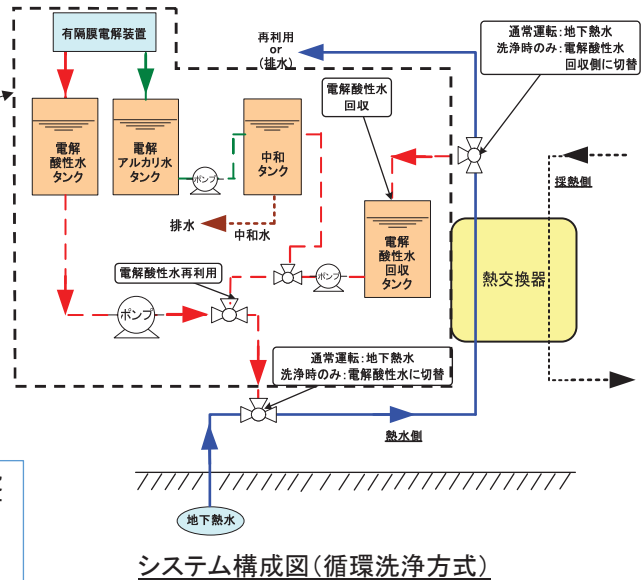 有隔膜電解装置
再利用
or
(排水)
通常運転:地下熱水
洗浄時のみ:電解酸性水
回収側に切替
電解酸性水
回収
電解
酸性水
タンク
電解
アルカリ水
タンク
ポンプ
中和
タンク
採熱側
排水
中和水
電解
酸性水
回収
タンク
熱交換器
電解酸性水再利用
ポンプ
ポンプ
通常運転:地下熱水
洗浄時のみ:電解酸性水に切替
熱水側
地下熱水
システム構成図(循環洗浄方式)